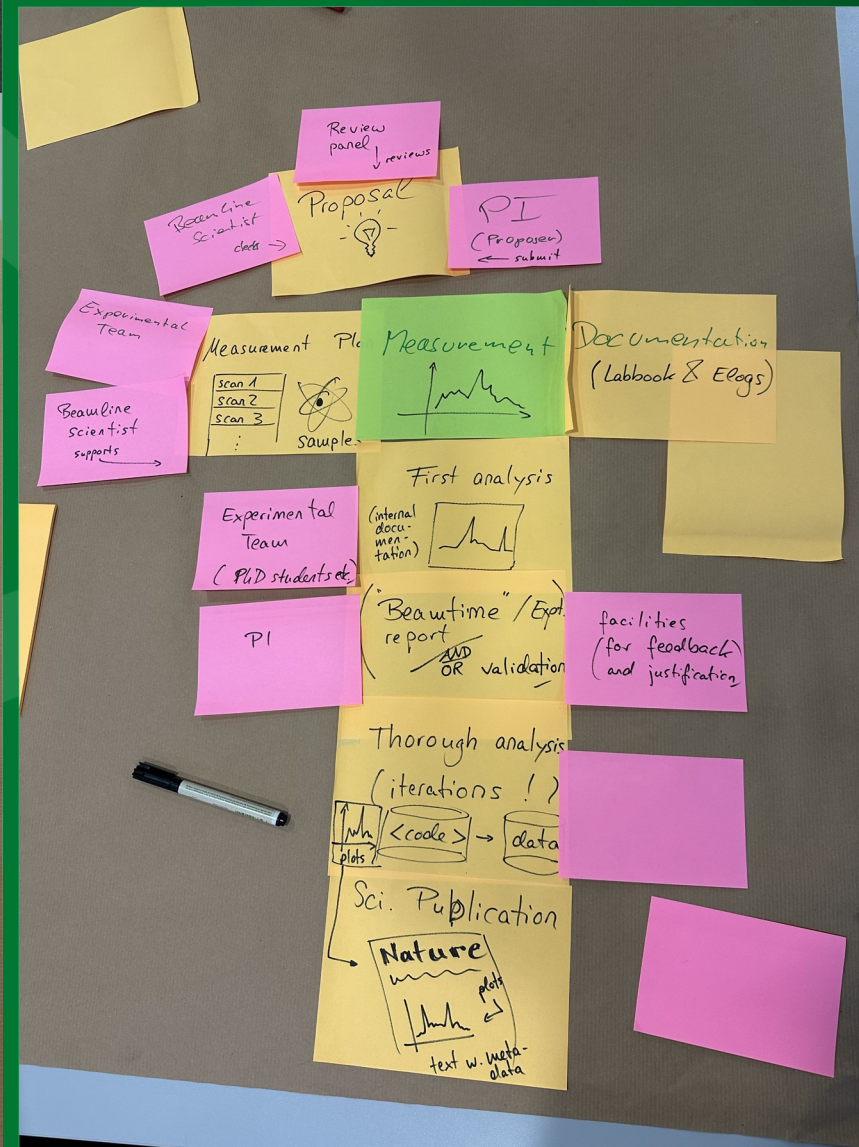 Review
panel
↓ reviews
Beamline
Scientist
checks →
Proposal
PI
(Proposer)
← submit
Experimental
Team
Beamline
scientist
supports →
Measurement Pla
scan 1
scan 2
scan 3
⋮
sample
Measurement
Documentation
(Labbook & Elogs)
Experimental
Team
(PhD students etc.)
First analysis
(internal
docu-
men-
tation)
PI
("Beamtime" / Expt.
report
AND
OR validation
facilities
(for feedback)
and justification
Thorough analysis
(iterations !)
plots
<code> → data
Sci. Publication
Nature
plots
text w. meta-
data